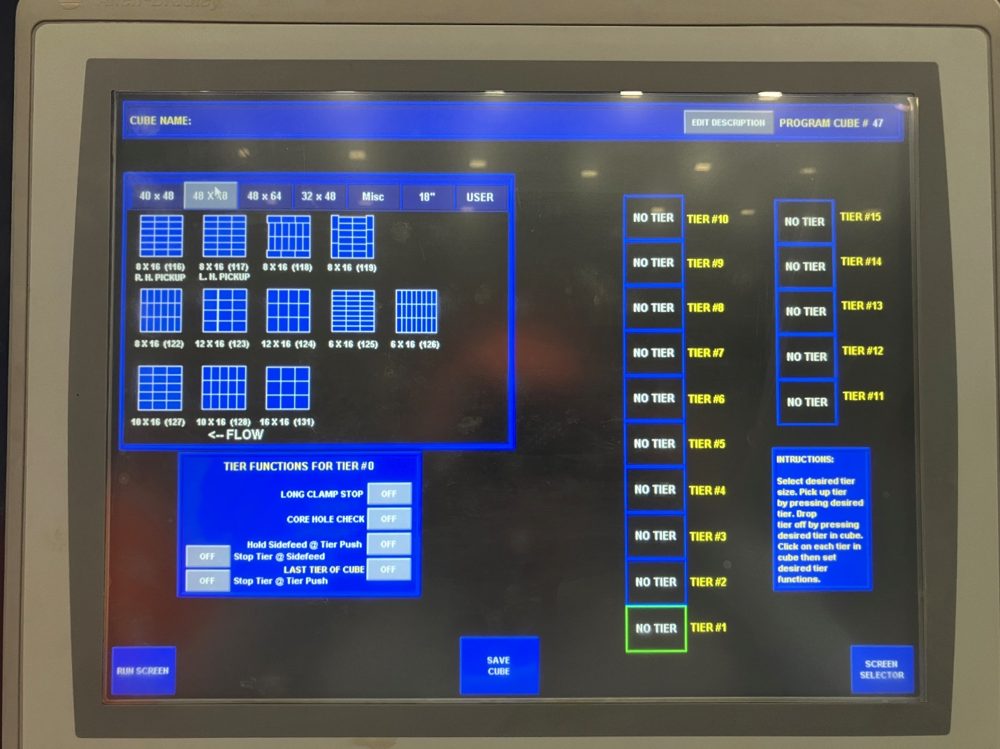 Allen-Bradley
CUBE NAME:
EDIT DESCRIPTION
PROGRAM CUBE # 47
40 x 48
48 X 48
48 x 64
32 x 48
Misc
18"
USER
8 X 16 (116)
R. H. PICKUP
8 X 16 (117)
L. H. PICKUP
8 X 16 (118)
8 X 16 (119)
8 X 16 (122)
12 X 16 (123)
12 X 16 (124)
6 X 16 (125)
6 X 16 (126)
10 X 16 (127)
10 X 16 (128)
16 X 16 (131)
<-- FLOW
TIER FUNCTIONS FOR TIER #0
LONG CLAMP STOP OFF
CORE HOLE CHECK OFF
Hold Sidefeed @ Tier Push OFF
OFF Stop Tier @ Sidefeed
LAST TIER OF CUBE OFF
OFF Stop Tier @ Tier Push
NO TIER TIER #10
NO TIER TIER #9
NO TIER TIER #8
NO TIER TIER #7
NO TIER TIER #6
NO TIER TIER #5
NO TIER TIER #4
NO TIER TIER #3
NO TIER TIER #2
NO TIER TIER #1
NO TIER TIER #15
NO TIER TIER #14
NO TIER TIER #13
NO TIER TIER #12
NO TIER TIER #11
INTRUCTIONS:
Select desired tier
size. Pick up tier
by pressing desired
tier. Drop
tier off by pressing
desired tier in cube.
Click on each tier in
cube then set
desired tier
functions.
RUN SCREEN
SAVE
CUBE
SCREEN
SELECTOR